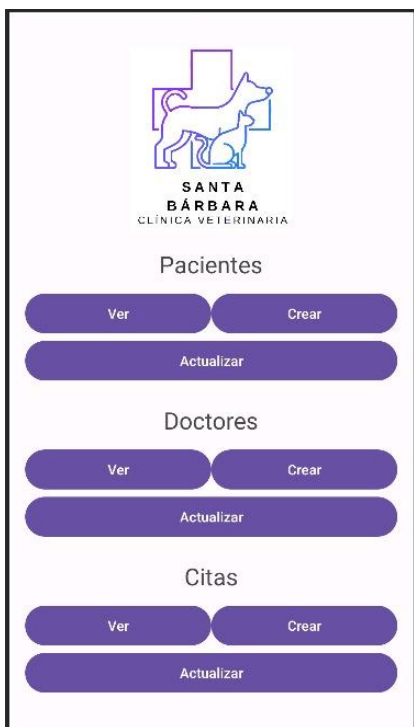 SANTA
BÁRBARA
CLÍNICA VETERINARIA
Pacientes
Ver Crear
Actualizar
Doctores
Ver Crear
Actualizar
Citas
Ver Crear
Actualizar